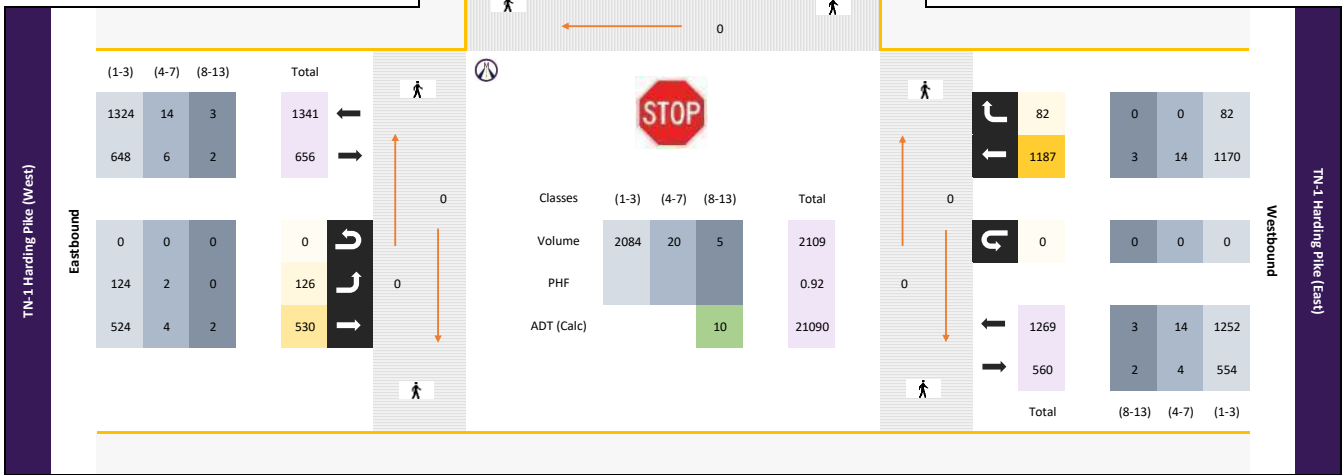 0
(1-3) (4-7) (8-13) Total
1324 14 3 1341
648 6 2 656
0 0 0 0
124 2 0 126
524 4 2 530
TN-1 Harding Pike (West)
Eastbound
0
0
STOP
Classes (1-3) (4-7) (8-13) Total
Volume 2084 20 5 2109
PHF 0.92
ADT (Calc) 10 21090
0
0
82 0 0 82
1187 3 14 1170
0 0 0 0
1269 3 14 1252
560 2 4 554
Total (8-13) (4-7) (1-3)
Westbound
TN-1 Harding Pike (East)